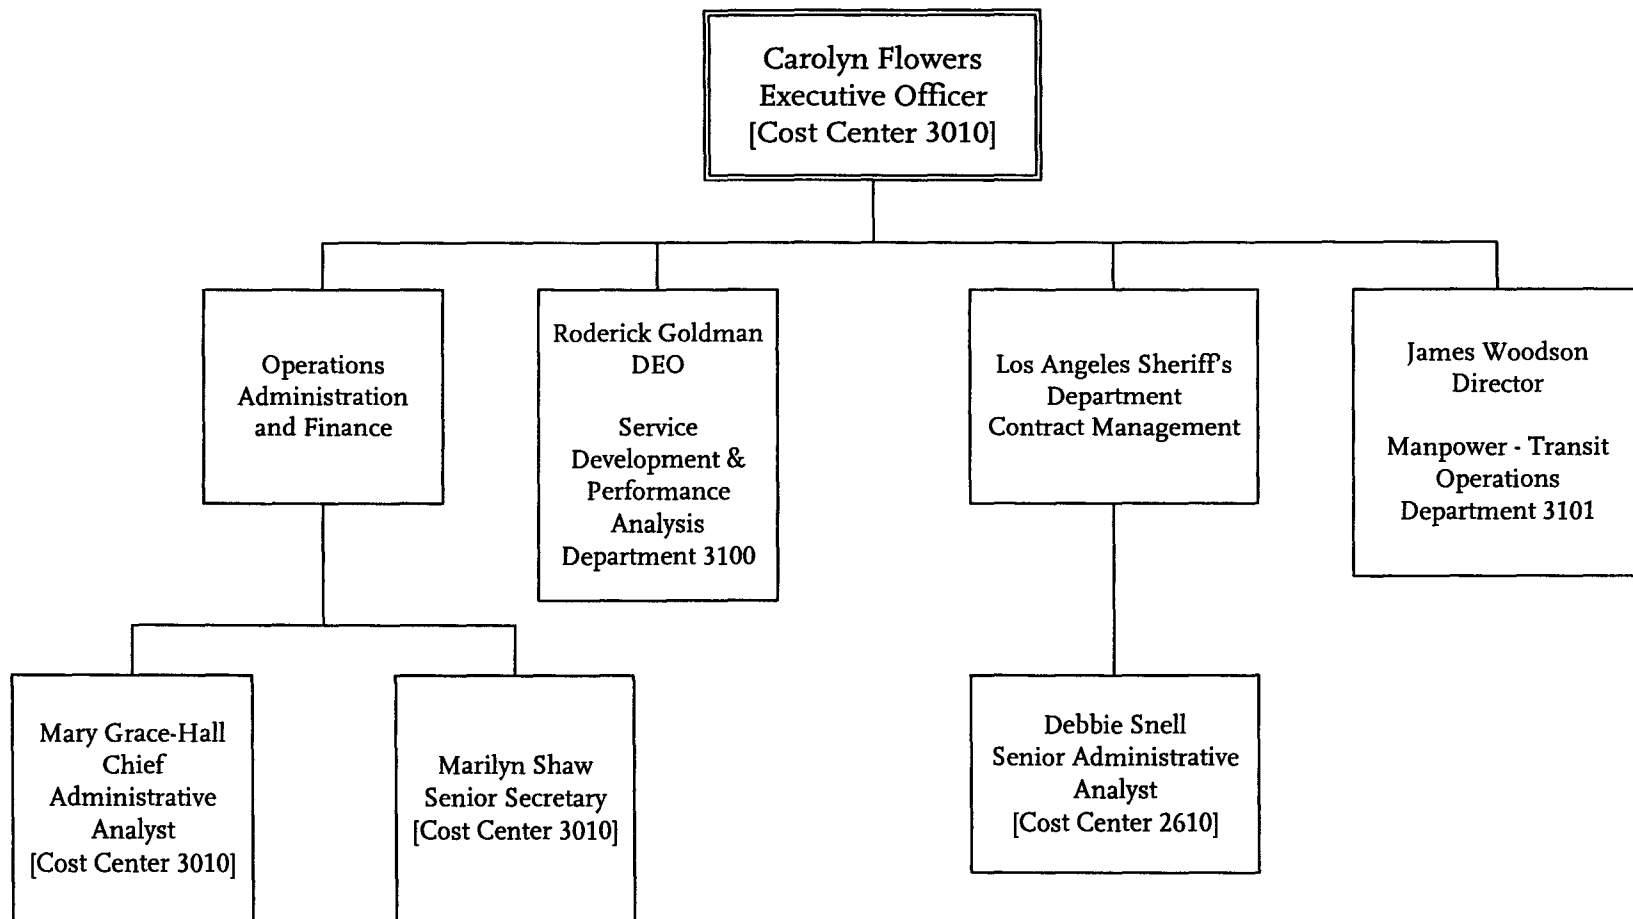 Carolyn Flowers
Executive Officer
[Cost Center 3010]
Operations
Administration
and Finance
Roderick Goldman
DEO
Service
Development &
Performance
Analysis
Department 3100
Los Angeles Sheriff's
Department
Contract Management
James Woodson
Director
Manpower - Transit
Operations
Department 3101
Mary Grace-Hall
Chief
Administrative
Analyst
[Cost Center 3010]
Marilyn Shaw
Senior Secretary
[Cost Center 3010]
Debbie Snell
Senior Administrative
Analyst
[Cost Center 2610]